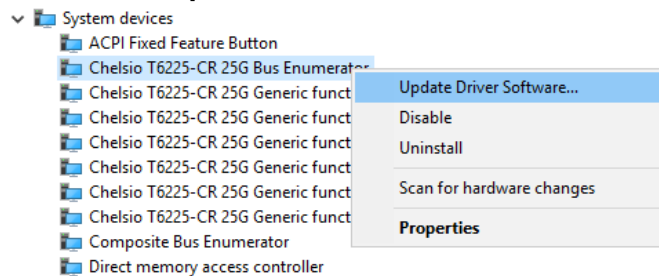 System devices
ACPI Fixed Feature Button
Chelsio T6225-CR 25G Bus Enumerator
Chelsio T6225-CR 25G Generic funct
Chelsio T6225-CR 25G Generic funct
Chelsio T6225-CR 25G Generic funct
Chelsio T6225-CR 25G Generic funct
Chelsio T6225-CR 25G Generic funct
Chelsio T6225-CR 25G Generic funct
Composite Bus Enumerator
Direct memory access controller
Update Driver Software...
Disable
Uninstall
Scan for hardware changes
Properties